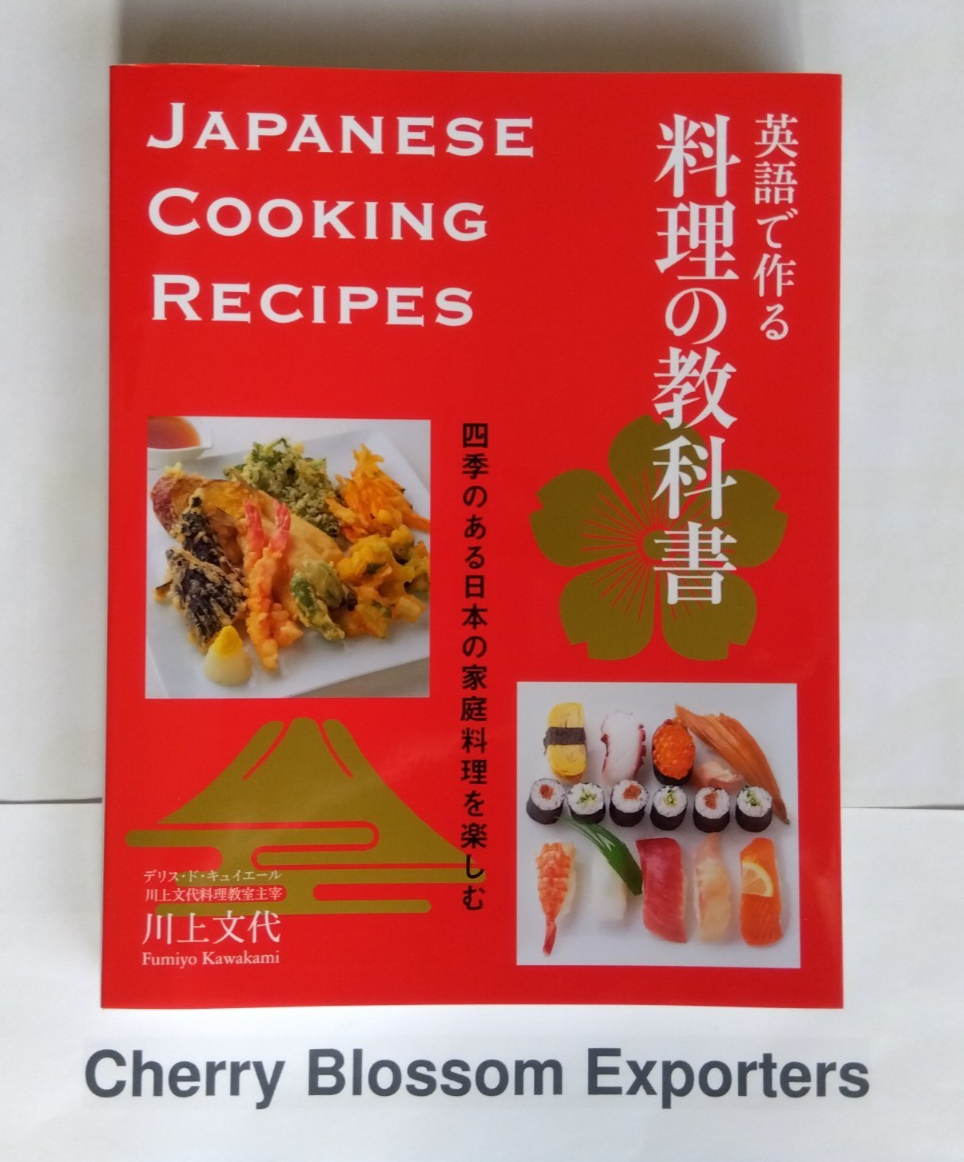 JAPANESE
COOKING
RECIPES
英語で作る
料理の教科書
四季のある日本の家庭料理を楽しむ
デリス・ド・キュイエール
川上文代料理教室主宰
川上文代
Fumiyo Kawakami
Cherry Blossom Exporters